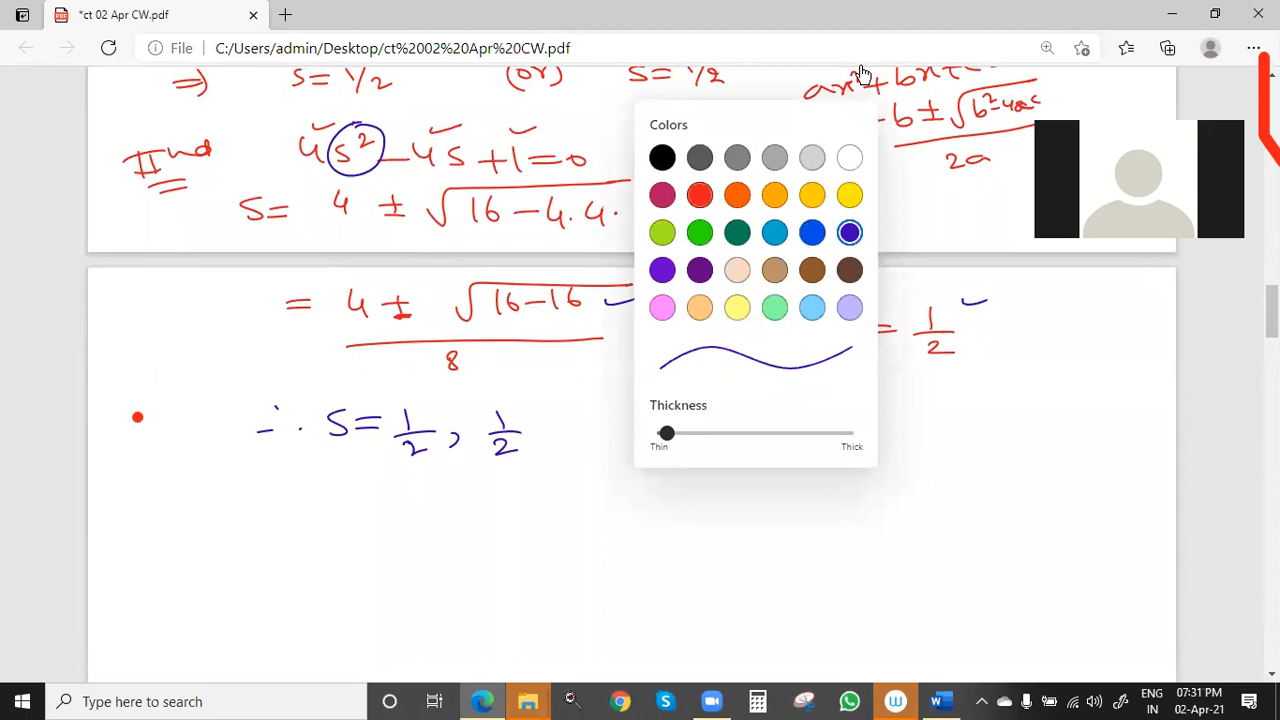 *ct 02 Apr CW.pdf
File C:/Users/admin/Desktop/ct%2002%20Apr%20CW.pdf
⇒ s = 1/2 (or) s = 1/2
ax² + bx +
IInd 4s² - 4s + 1 = 0
b ± √b²-4ac
2a
s = 4 ± √16 - 4.4.
Colors
= 4 ± √16-16
8
= 1/2
∴ s = 1/2, 1/2
Thickness
Thin Thick
Type here to search
ENG 07:31 PM
IN 02-Apr-21